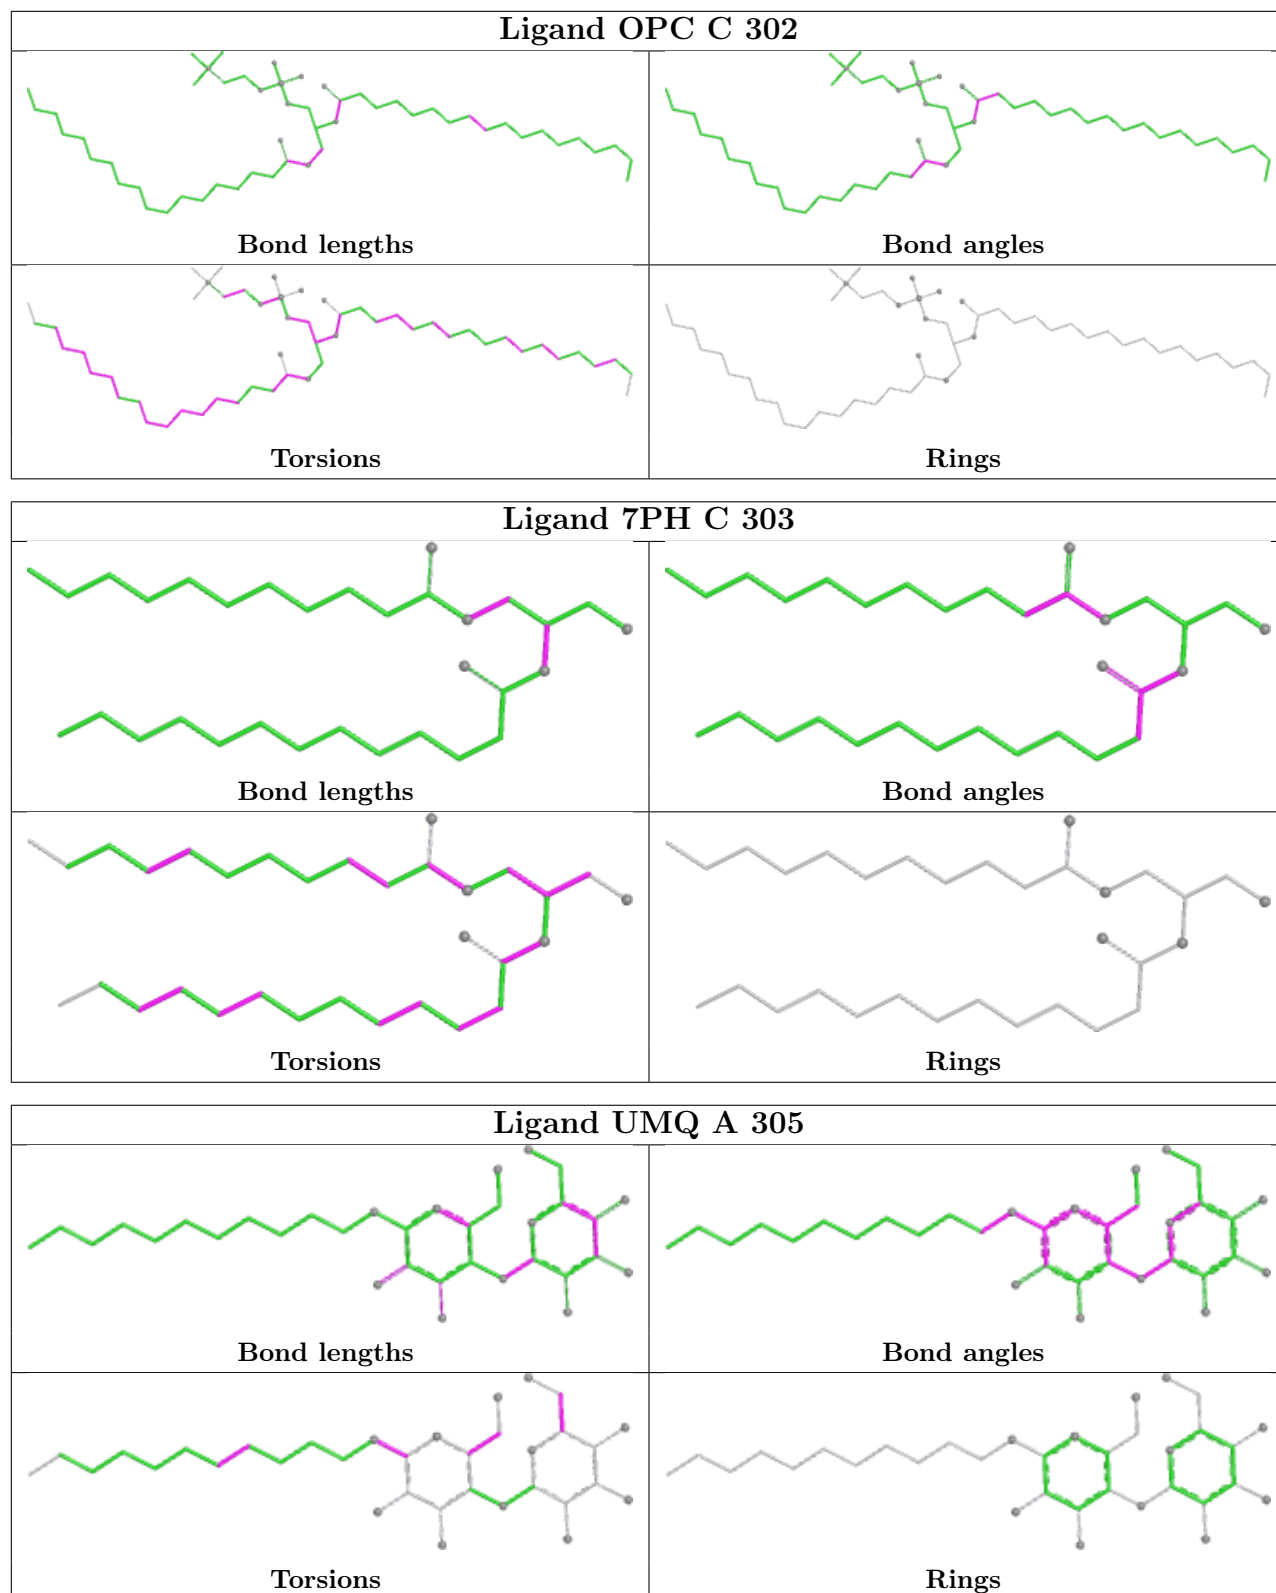 Ligand OPC C 302
Bond lengths
Bond angles
Torsions
Rings
Ligand 7PH C 303
Bond lengths
Bond angles
Torsions
Rings
Ligand UMQ A 305
Bond lengths
Bond angles
Torsions
Rings